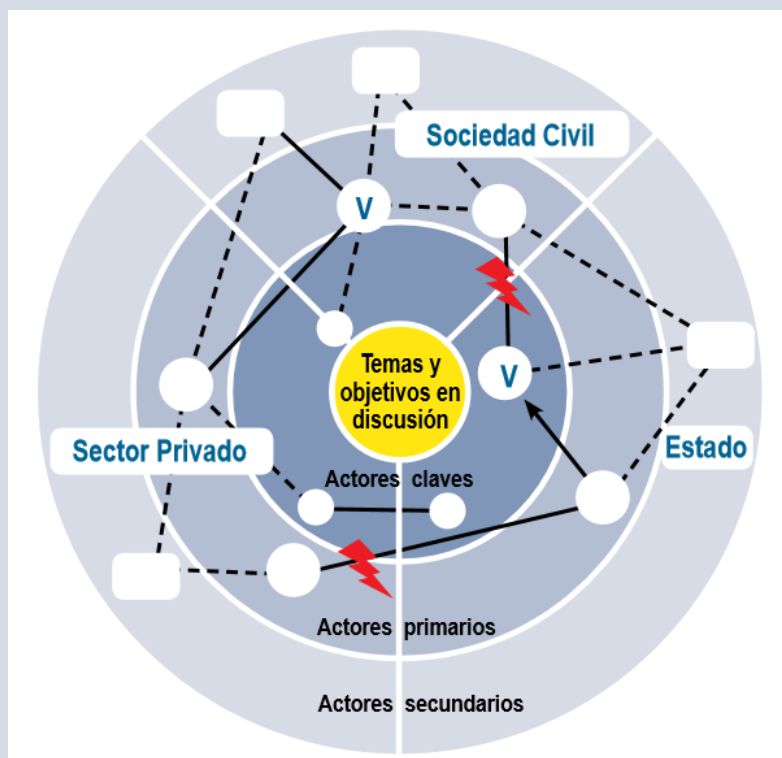 Sociedad Civil
V
Temas y
objetivos en
discusión
V
Sector Privado
Estado
Actores claves
Actores primarios
Actores secundarios